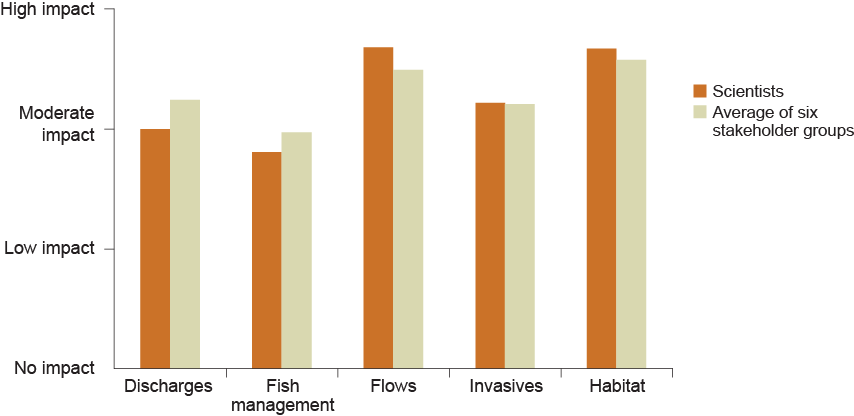 High impact
Moderate
impact
Low impact
No impact
Discharges
Fish
management
Flows
Invasives
Habitat
Scientists
Average of six
stakeholder groups